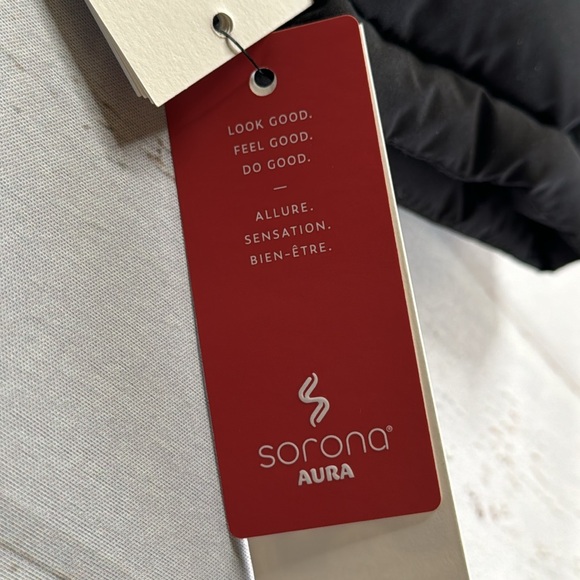 LOOK GOOD.
FEEL GOOD.
DO GOOD.
—
ALLURE.
SENSATION.
BIEN-ÊTRE.
sorona®
AURA